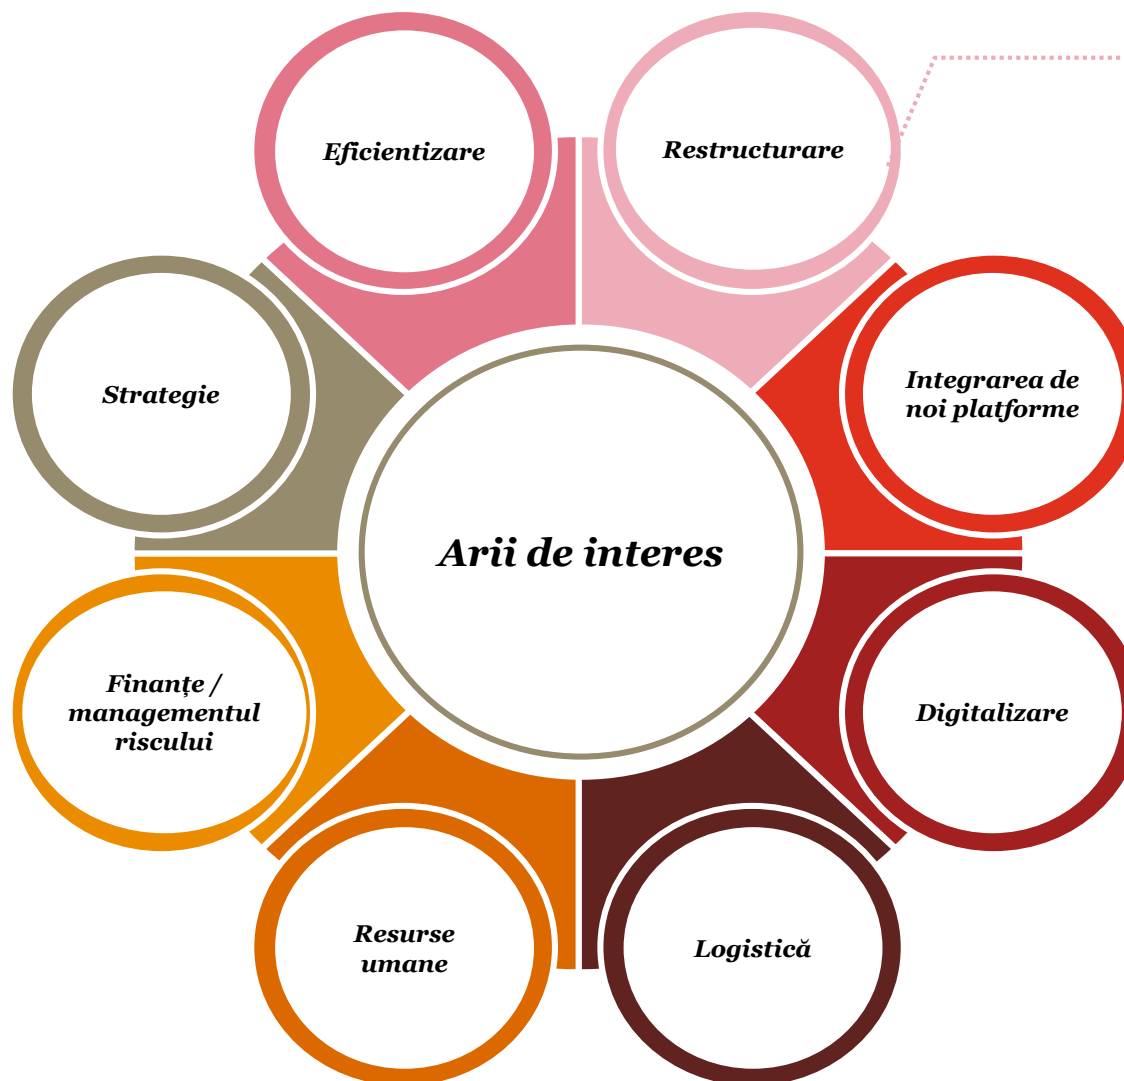 Eficientizare
Restructurare
Strategie
Integrarea de
noi platforme
Arii de interes
Finanțe /
managementul
riscului
Digitalizare
Resurse
umane
Logistică